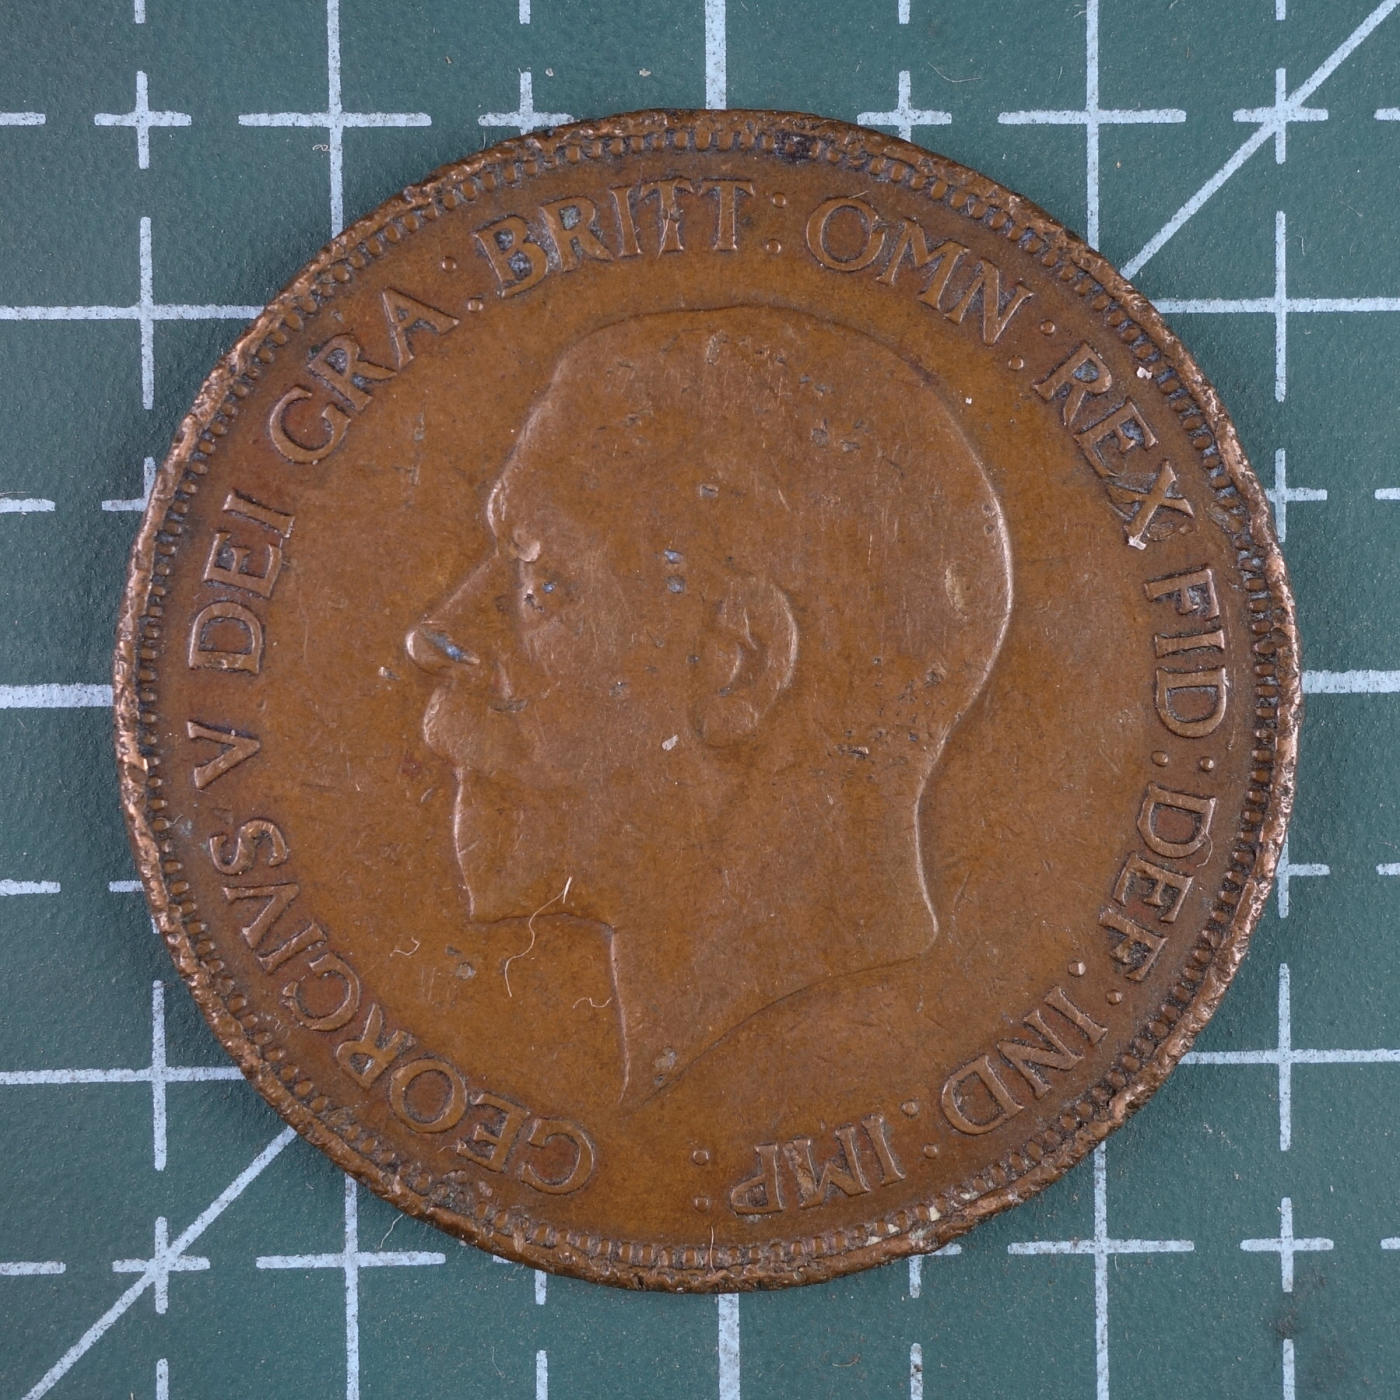 GEORGIVS V DEI GRA : BRITT : OMN : REX FID : DEF : IND : IMP :